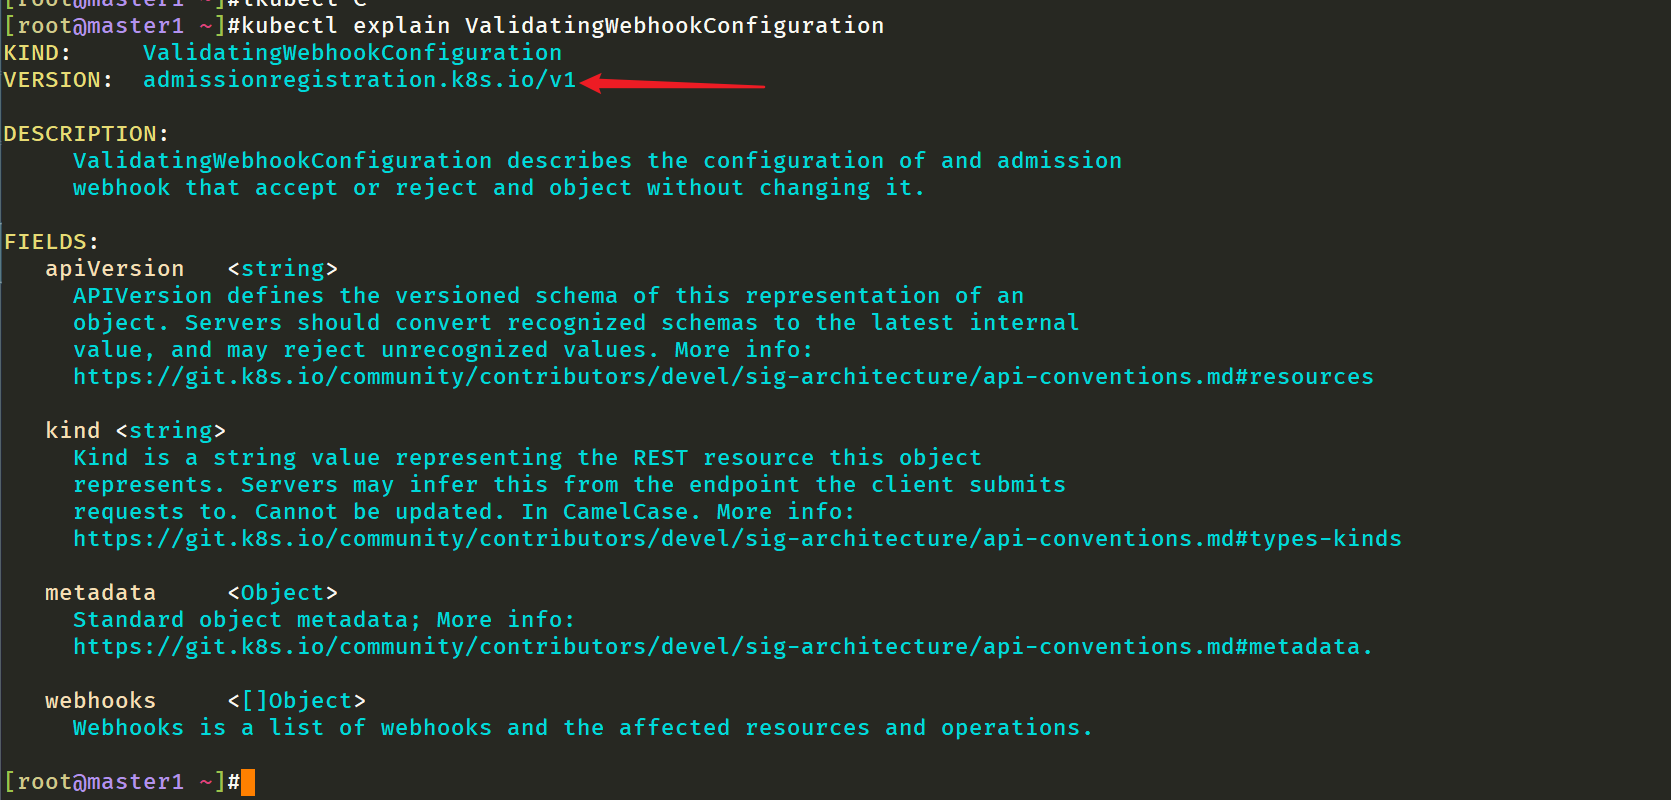 [root@master1 ~]#kubectl C
[root@master1 ~]#kubectl explain ValidatingWebhookConfiguration
KIND:     ValidatingWebhookConfiguration
VERSION:  admissionregistration.k8s.io/v1
DESCRIPTION:
     ValidatingWebhookConfiguration describes the configuration of and admission
     webhook that accept or reject and object without changing it.
FIELDS:
   apiVersion   <string>
     APIVersion defines the versioned schema of this representation of an
     object. Servers should convert recognized schemas to the latest internal
     value, and may reject unrecognized values. More info:
     https://git.k8s.io/community/contributors/devel/sig-architecture/api-conventions.md#resources
   kind <string>
     Kind is a string value representing the REST resource this object
     represents. Servers may infer this from the endpoint the client submits
     requests to. Cannot be updated. In CamelCase. More info:
     https://git.k8s.io/community/contributors/devel/sig-architecture/api-conventions.md#types-kinds
   metadata     <Object>
     Standard object metadata; More info:
     https://git.k8s.io/community/contributors/devel/sig-architecture/api-conventions.md#metadata.
   webhooks     <[]Object>
     Webhooks is a list of webhooks and the affected resources and operations.
[root@master1 ~]#